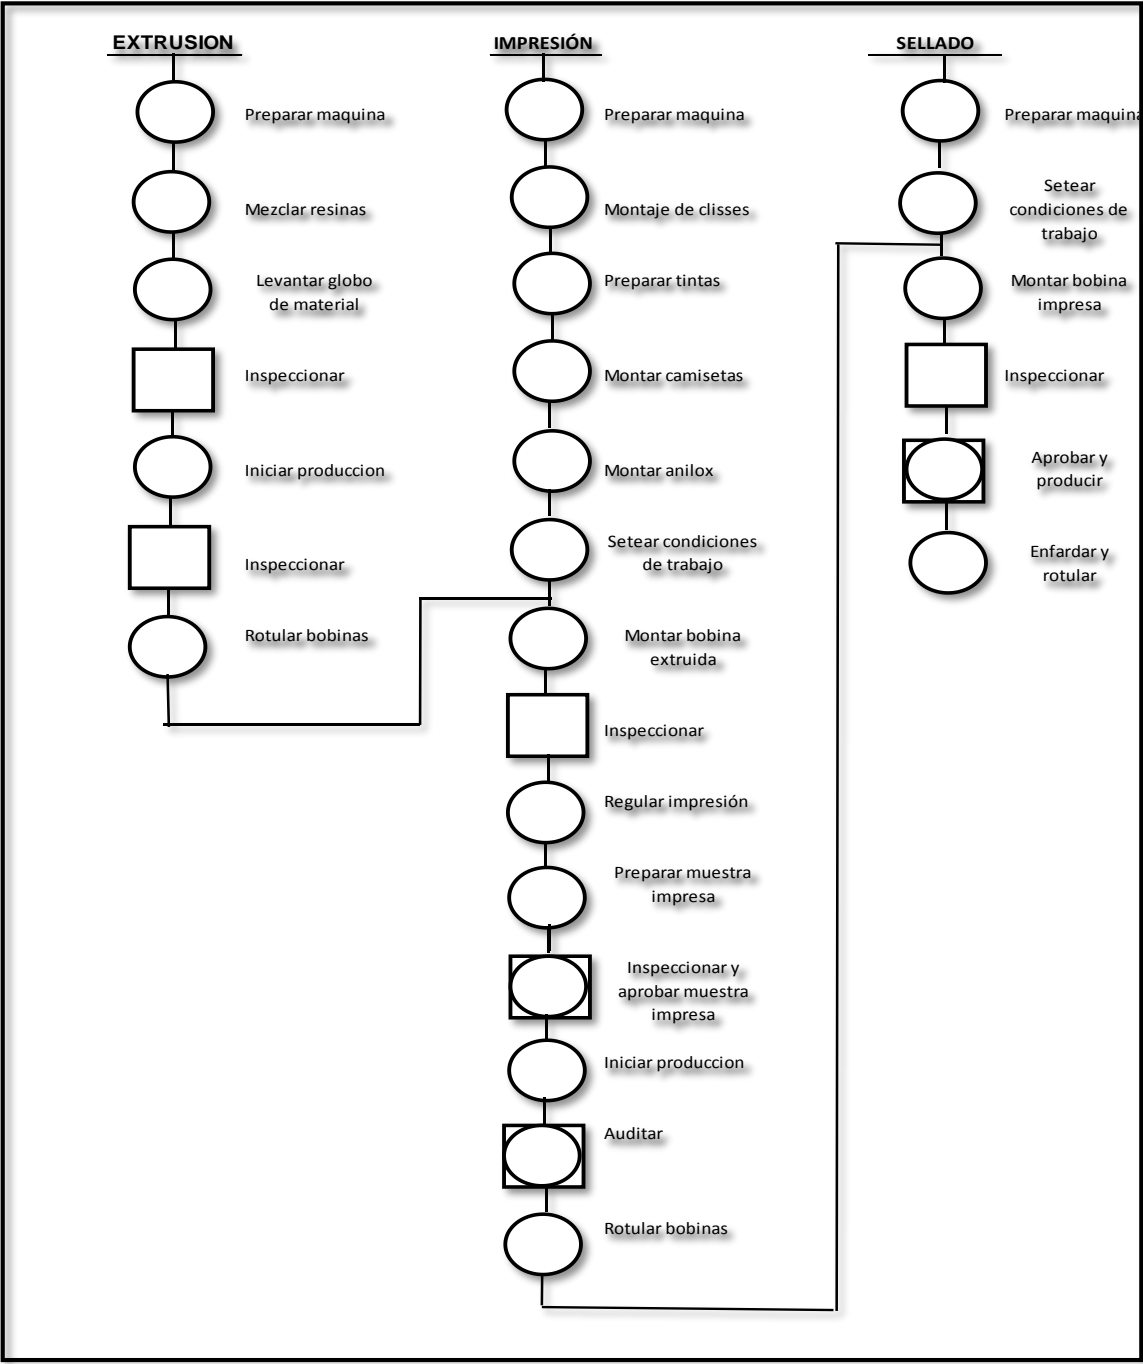 EXTRUSION
Preparar maquina
Mezclar resinas
Levantar globo
de material
Inspeccionar
Iniciar produccion
Inspeccionar
Rotular bobinas
IMPRESIÓN
Preparar maquina
Montaje de clisses
Preparar tintas
Montar camisetas
Montar anilox
Setear condiciones
de trabajo
Montar bobina
extruida
Inspeccionar
Regular impresión
Preparar muestra
impresa
Inspeccionar y
aprobar muestra
impresa
Iniciar produccion
Auditar
Rotular bobinas
SELLADO
Preparar maquina
Setear
condiciones de
trabajo
Montar bobina
impresa
Inspeccionar
Aprobar y
producir
Enfardar y
rotular